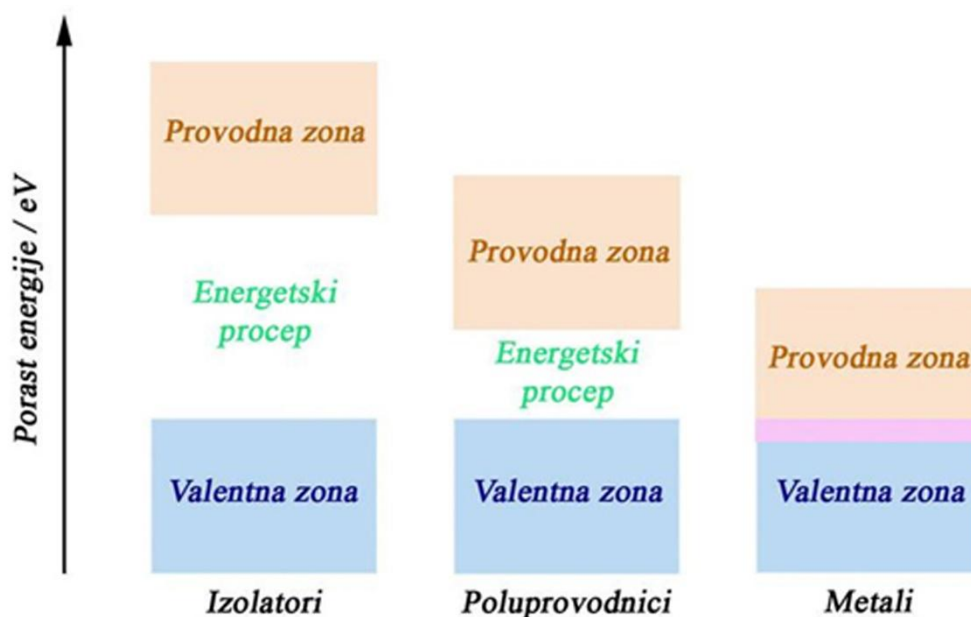 Porast energije / eV
Provodna zona
Energetski
procep
Valentna zona
Izolatori
Provodna zona
Energetski
procep
Valentna zona
Poluprovodnici
Provodna zona
Valentna zona
Metali